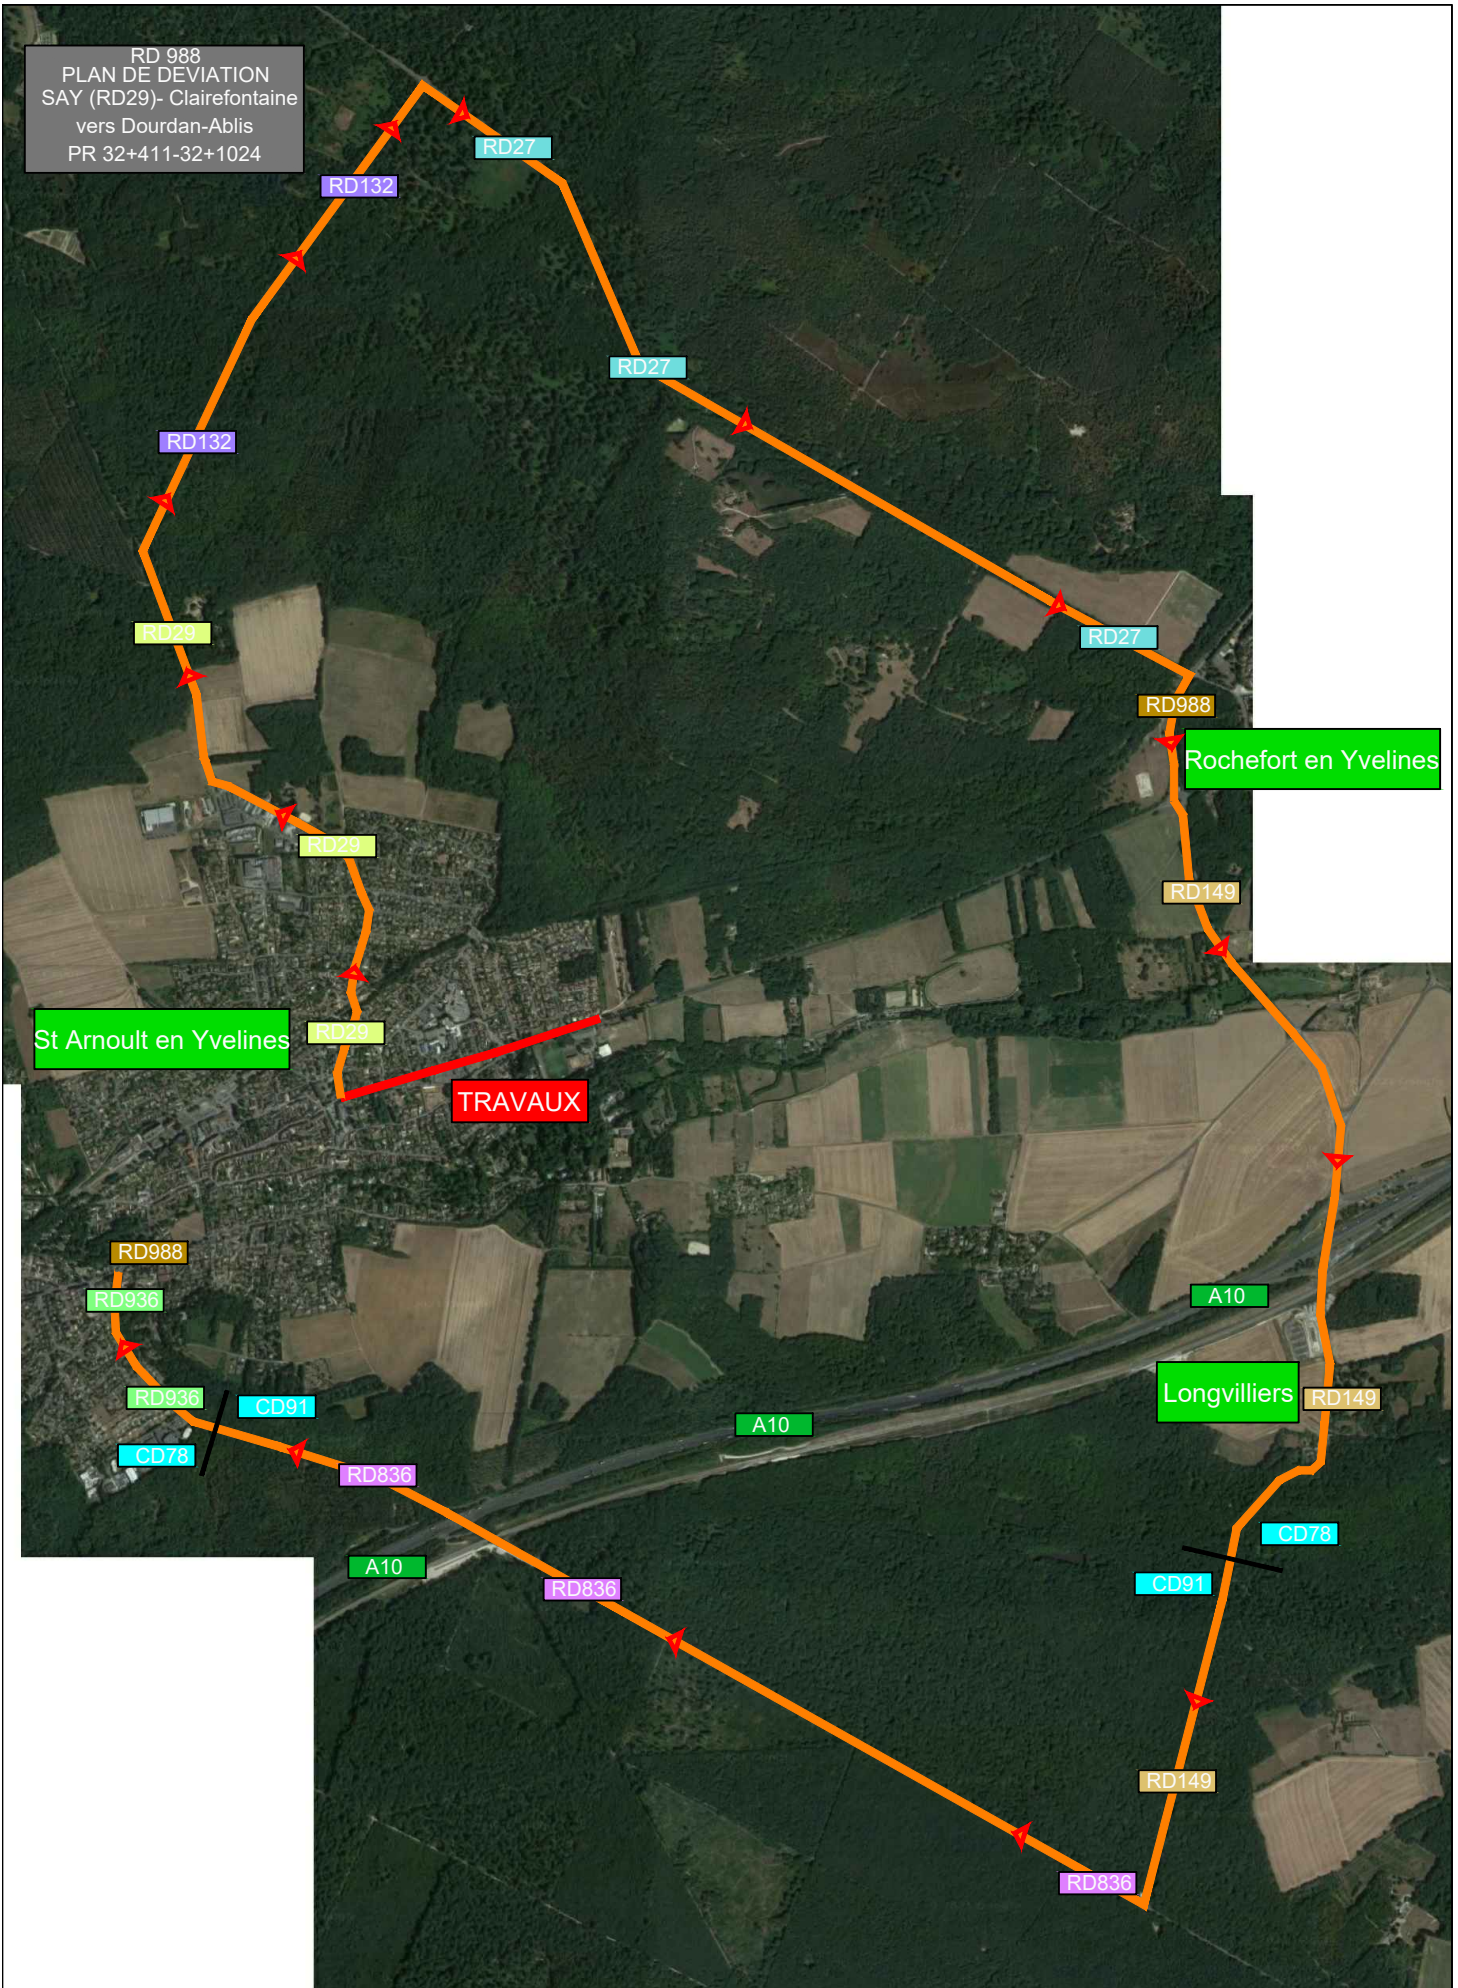 RD 988
PLAN DE DEVIATION
SAY (RD29)- Clairefontaine
vers Dourdan-Ablis
PR 32+411-32+1024
RD27
RD132
RD27
RD132
RD29
RD27
RD988
Rochefort en Yvelines
RD29
RD149
St Arnoult en Yvelines
RD29
TRAVAUX
RD988
RD936
A10
RD936
CD91
Longvilliers
RD149
A10
CD78
RD836
CD78
A10
RD836
CD91
RD149
RD836